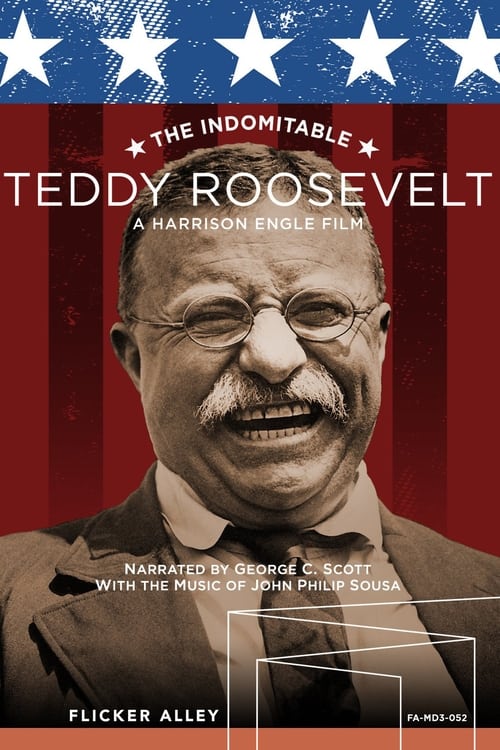 THE INDOMITABLE
TEDDY ROOSEVELT
A HARRISON ENGLE FILM
NARRATED BY GEORGE C. SCOTT
WITH THE MUSIC OF JOHN PHILIP SOUSA
FLICKER ALLEY
FA-MD3-052